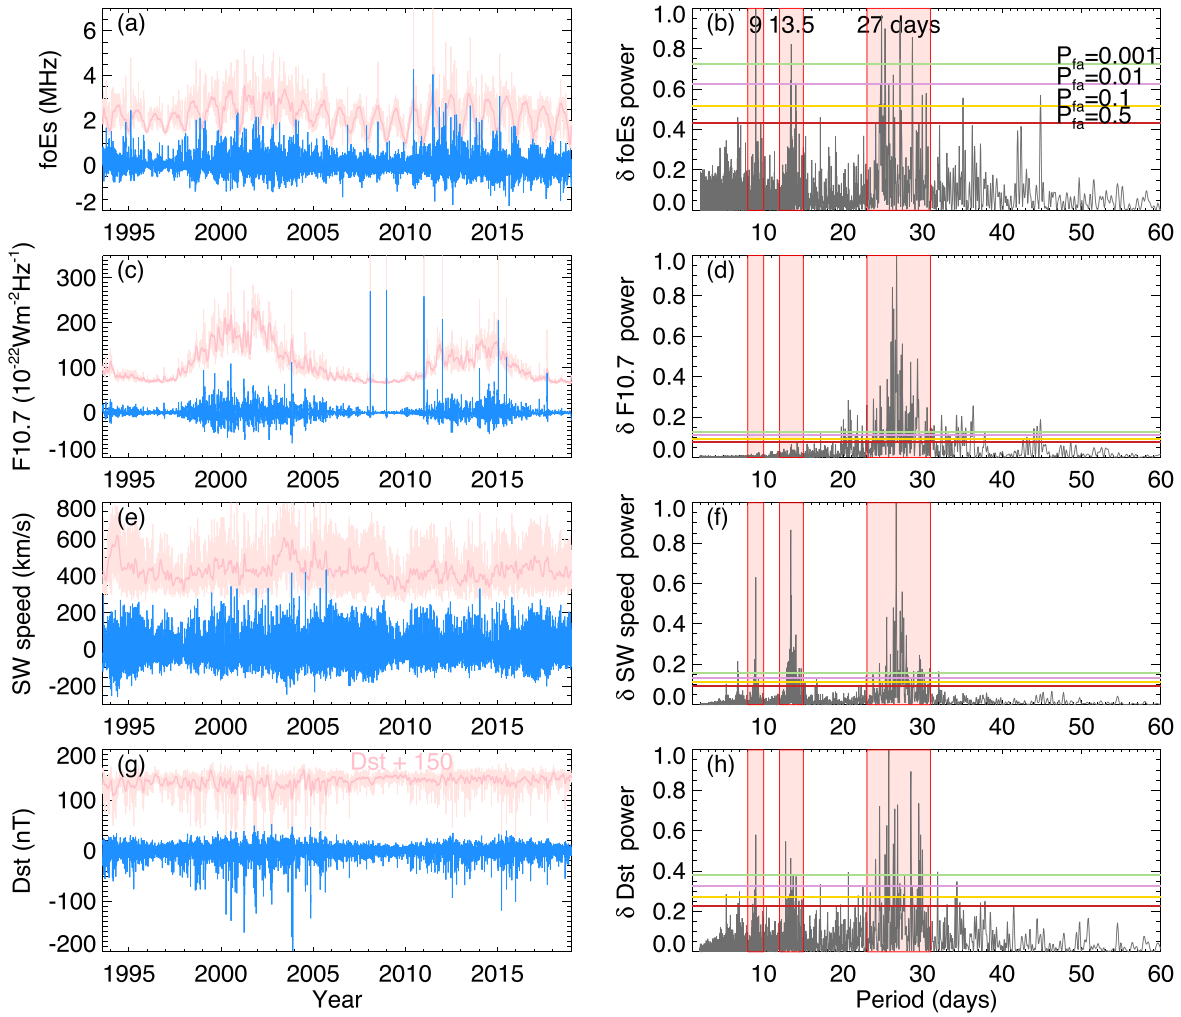 (a)
foEs (MHz)
6
4
2
0
-2
1995 2000 2005 2010 2015
Year
(b)
9 13.5 27 days
P_fa=0.001
P_fa=0.01
P_fa=0.1
P_fa=0.5
δ foEs power
1.0
0.8
0.6
0.4
0.2
0.0
10 20 30 40 50 60
Period (days)
(c)
F10.7 (10^-22Wm^-2Hz^-1)
300
200
100
0
-100
1995 2000 2005 2010 2015
(d)
δ F10.7 power
1.0
0.8
0.6
0.4
0.2
0.0
10 20 30 40 50 60
(e)
SW speed (km/s)
800
600
400
200
0
-200
1995 2000 2005 2010 2015
(f)
δ SW speed power
1.0
0.8
0.6
0.4
0.2
0.0
10 20 30 40 50 60
(g)
Dst + 150
Dst (nT)
200
100
0
-100
-200
1995 2000 2005 2010 2015
Year
(h)
δ Dst power
1.0
0.8
0.6
0.4
0.2
0.0
10 20 30 40 50 60
Period (days)